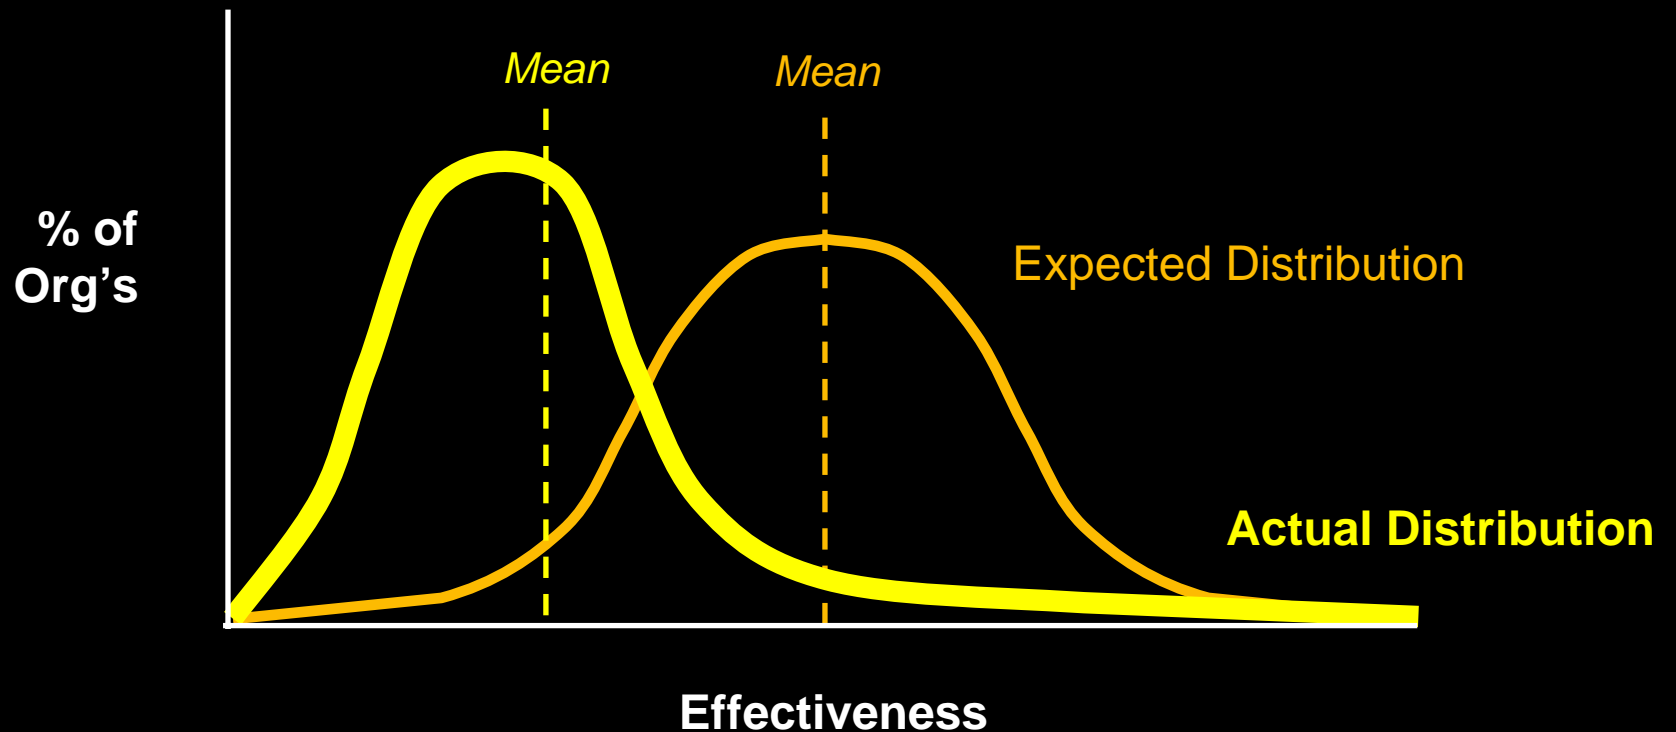 Mean
Mean
% of
Org's
Expected Distribution
Actual Distribution
Effectiveness